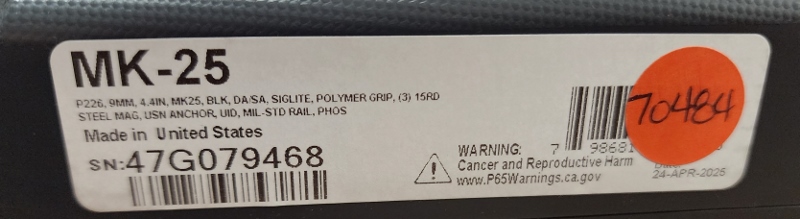 MK-25
P226, 9MM, 4.4IN, MK25, BLK, DA/SA, SIGLITE, POLYMER GRIP, (3) 15RD
STEEL MAG, USN ANCHOR, UID, MIL-STD RAIL, PHOS
Made in United States
SN:47G079468
WARNING:
Cancer and Reproductive Harm
www.P65Warnings.ca.gov
7 98681
70484
24-APR-2025